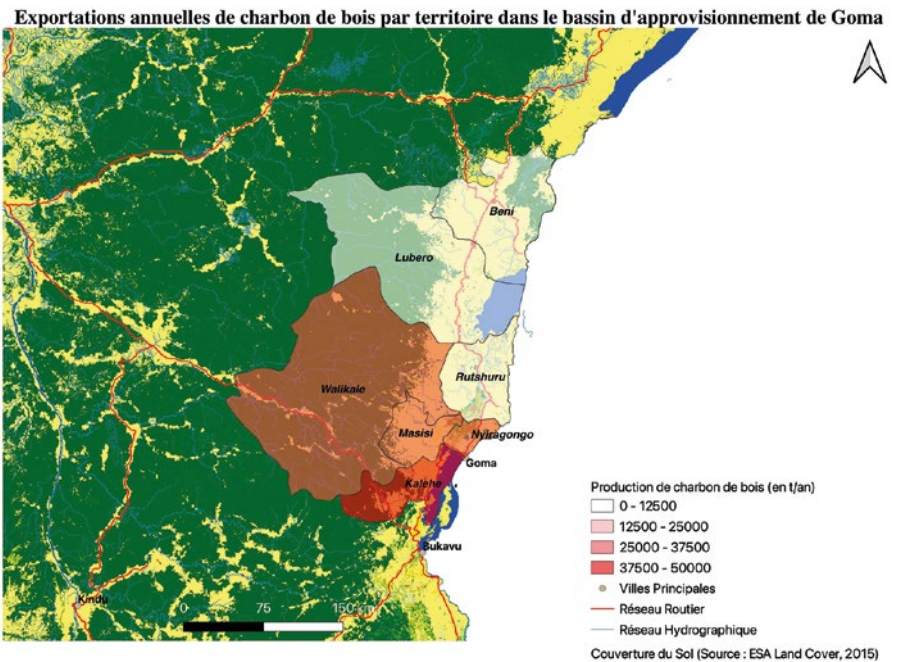 Exportations annuelles de charbon de bois par territoire dans le bassin d'approvisionnement de Goma
Beni
Lubero
Rutshuru
Walikale
Masisi
Nyiragongo
Goma
Kalehe
Bukavu
Kindu
0 75 150 km
Production de charbon de bois (en t/an)
0 - 12500
12500 - 25000
25000 - 37500
37500 - 50000
Villes Principales
Réseau Routier
Réseau Hydrographique
Couverture du Sol (Source : ESA Land Cover, 2015)